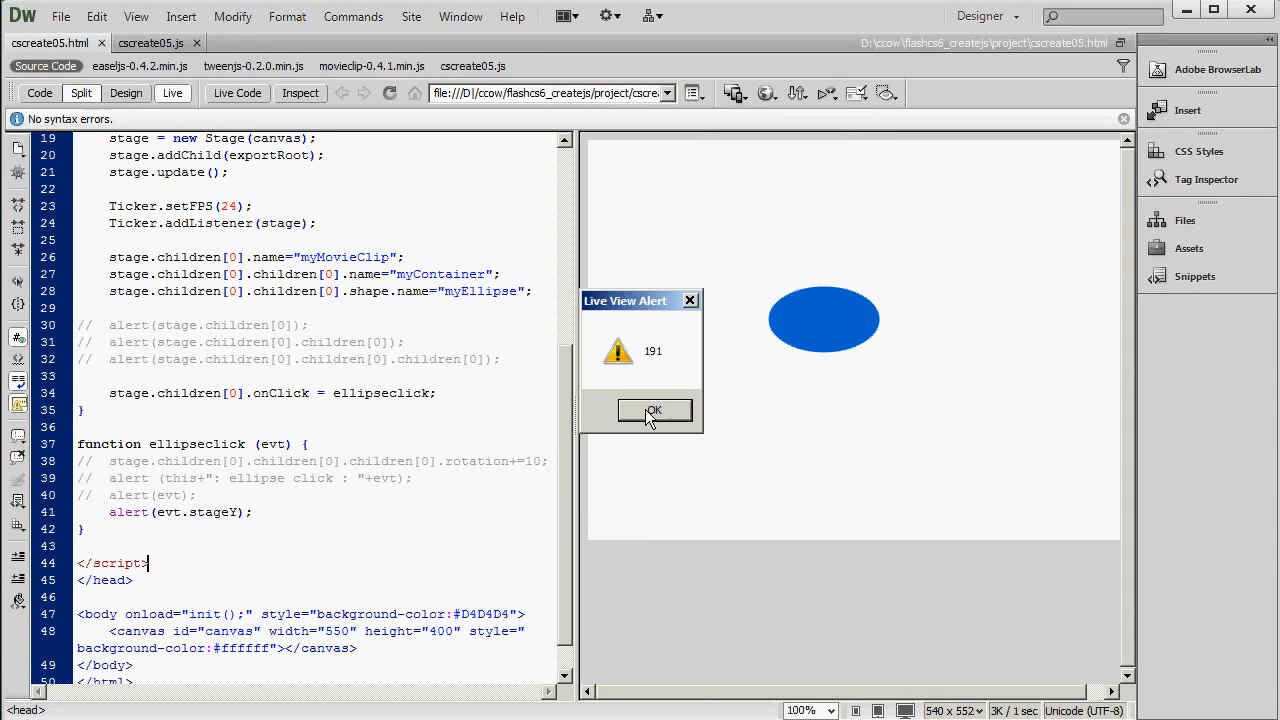 Dw File Edit View Insert Modify Format Commands Site Window Help Designer
cscreate05.html cscreate05.js D:\ccow\flashcs6_createjs\project\cscreate05.html
Source Code easeljs-0.4.2.min.js tweenjs-0.2.0.min.js movieclip-0.4.1.min.js cscreate05.js
Code Split Design Live Live Code Inspect file:///D|/ccow/flashcs6_createjs/project/cscre
No syntax errors.
19 stage = new Stage(canvas);
20 stage.addChild(exportRoot);
21 stage.update();
22
23 Ticker.setFPS(24);
24 Ticker.addListener(stage);
25
26 stage.children[0].name="myMovieClip";
27 stage.children[0].children[0].name="myContainer";
28 stage.children[0].children[0].shape.name="myEllipse";
29
30 // alert(stage.children[0]);
31 // alert(stage.children[0].children[0]);
32 // alert(stage.children[0].children[0].children[0]);
33
34 stage.children[0].onClick = ellipseclick;
35 }
36
37 function ellipseclick (evt) {
38 // stage.children[0].children[0].children[0].rotation+=10;
39 // alert (this+": ellipse click : "+evt);
40 // alert(evt);
41 alert(evt.stageY);
42 }
43
44 </script>
45 </head>
46
47 <body onload="init();" style="background-color:#D4D4D4">
48 <canvas id="canvas" width="550" height="400" style="
background-color:#ffffff"></canvas>
49 </body>
50 </html>
Live View Alert
191
OK
Adobe BrowserLab
Insert
CSS Styles
Tag Inspector
Files
Assets
Snippets
<head> 100% 540 x 552 3K / 1 sec Unicode (UTF-8)